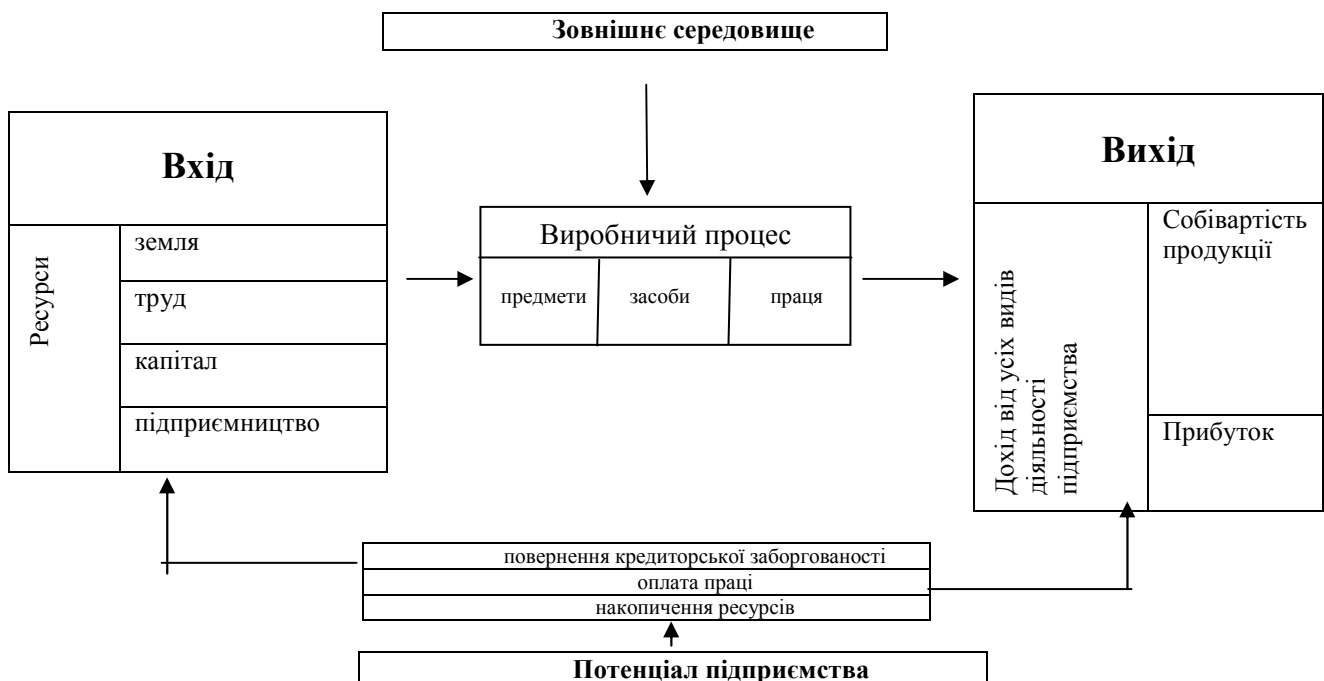 Зовнішнє середовище
Вхід
Ресурси
земля
труд
капітал
підприємництво
Виробничий процес
предмети
засоби
праця
Вихід
Дохід від усіх видів
діяльності
підприємства
Собівартість
продукції
Прибуток
повернення кредиторської заборгованості
оплата праці
накопичення ресурсів
Потенціал підприємства